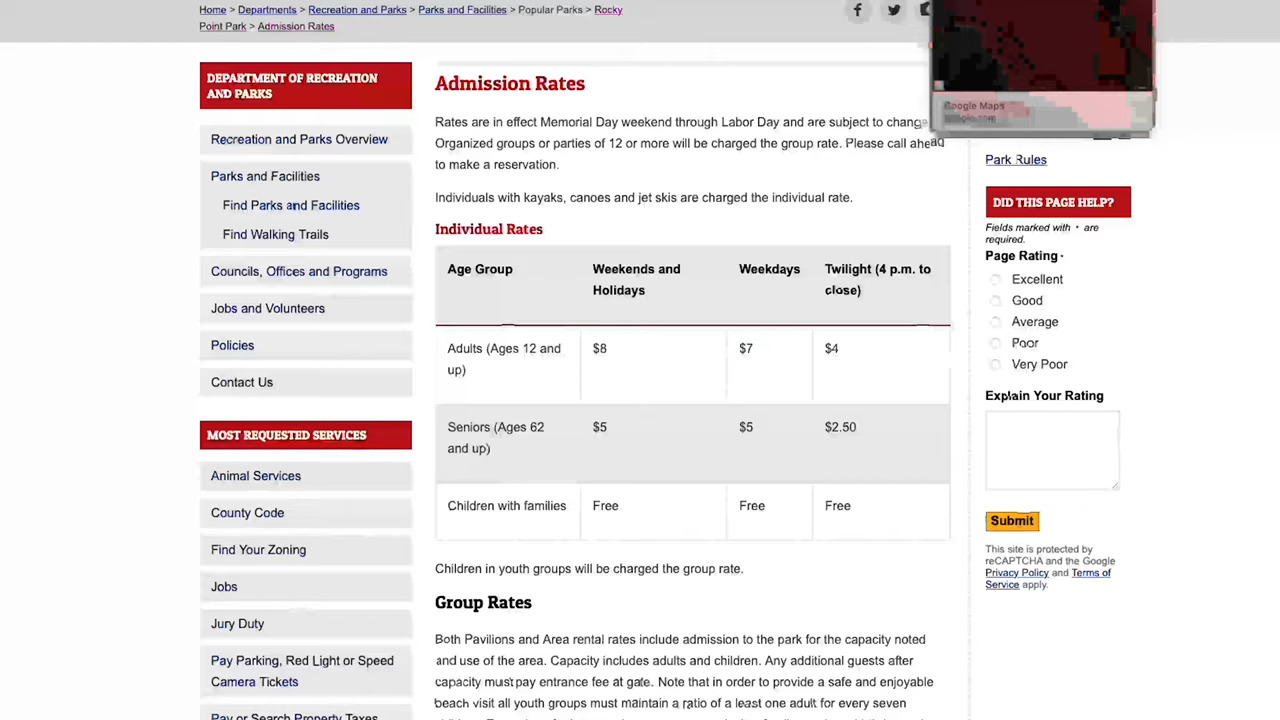 Home > Departments > Recreation and Parks > Parks and Facilities > Popular Parks > Rocky
Point Park > Admission Rates
DEPARTMENT OF RECREATION
AND PARKS
Recreation and Parks Overview
Parks and Facilities
Find Parks and Facilities
Find Walking Trails
Councils, Offices and Programs
Jobs and Volunteers
Policies
Contact Us
MOST REQUESTED SERVICES
Animal Services
County Code
Find Your Zoning
Jobs
Jury Duty
Pay Parking, Red Light or Speed
Camera Tickets
Pay or Search Property Taxes
Admission Rates
Rates are in effect Memorial Day weekend through Labor Day and are subject to change
Organized groups or parties of 12 or more will be charged the group rate. Please call ahead
to make a reservation.
Individuals with kayaks, canoes and jet skis are charged the individual rate.
Individual Rates
Age Group Weekends and Holidays Weekdays Twilight (4 p.m. to close)
Adults (Ages 12 and up) $8 $7 $4
Seniors (Ages 62 and up) $5 $5 $2.50
Children with families Free Free Free
Children in youth groups will be charged the group rate.
Group Rates
Both Pavilions and Area rental rates include admission to the park for the capacity noted
and use of the area. Capacity includes adults and children. Any additional guests after
capacity must pay entrance fee at gate. Note that in order to provide a safe and enjoyable
beach visit all youth groups must maintain a ratio of at least one adult for every seven
Google Maps
Park Rules
DID THIS PAGE HELP?
Fields marked with * are
required.
Page Rating*
Excellent
Good
Average
Poor
Very Poor
Explain Your Rating
Submit
This site is protected by
reCAPTCHA and the Google
Privacy Policy and Terms of
Service apply.